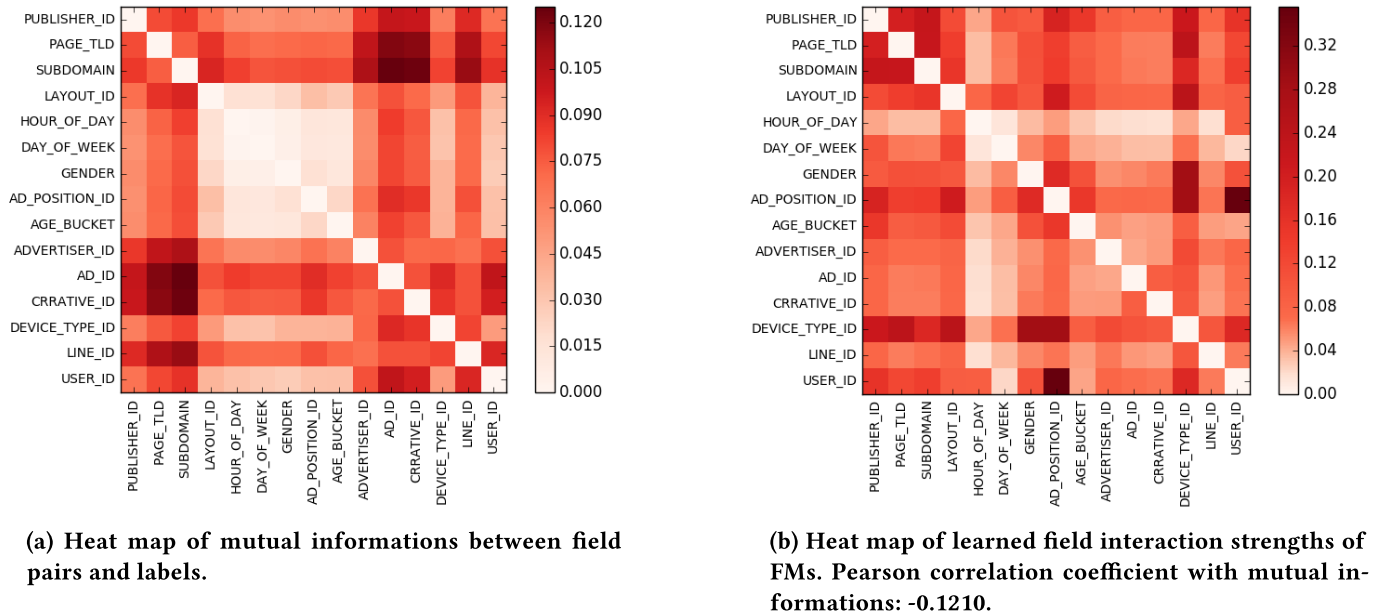 PUBLISHER_ID
PAGE_TLD
SUBDOMAIN
LAYOUT_ID
HOUR_OF_DAY
DAY_OF_WEEK
GENDER
AD_POSITION_ID
AGE_BUCKET
ADVERTISER_ID
AD_ID
CRRATIVE_ID
DEVICE_TYPE_ID
LINE_ID
USER_ID
PUBLISHER_ID
PAGE_TLD
SUBDOMAIN
LAYOUT_ID
HOUR_OF_DAY
DAY_OF_WEEK
GENDER
AD_POSITION_ID
AGE_BUCKET
ADVERTISER_ID
AD_ID
CRRATIVE_ID
DEVICE_TYPE_ID
LINE_ID
USER_ID
0.120
0.105
0.090
0.075
0.060
0.045
0.030
0.015
0.000
(a) Heat map of mutual informations between field
pairs and labels.
PUBLISHER_ID
PAGE_TLD
SUBDOMAIN
LAYOUT_ID
HOUR_OF_DAY
DAY_OF_WEEK
GENDER
AD_POSITION_ID
AGE_BUCKET
ADVERTISER_ID
AD_ID
CRRATIVE_ID
DEVICE_TYPE_ID
LINE_ID
USER_ID
PUBLISHER_ID
PAGE_TLD
SUBDOMAIN
LAYOUT_ID
HOUR_OF_DAY
DAY_OF_WEEK
GENDER
AD_POSITION_ID
AGE_BUCKET
ADVERTISER_ID
AD_ID
CRRATIVE_ID
DEVICE_TYPE_ID
LINE_ID
USER_ID
0.32
0.28
0.24
0.20
0.16
0.12
0.08
0.04
0.00
(b) Heat map of learned field interaction strengths of
FMs. Pearson correlation coefficient with mutual in-
formations: -0.1210.